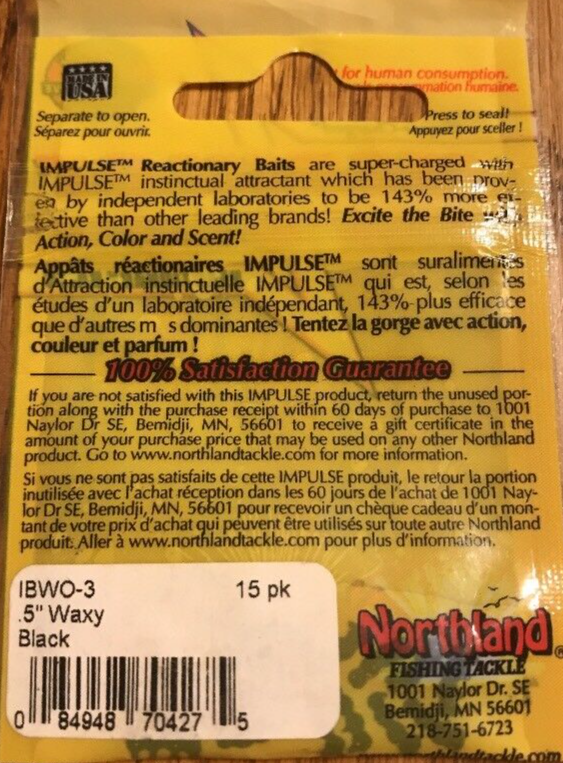 MADE IN
USA
for human consumption.
mation humaine.
Separate to open.
Séparez pour ouvrir.
Press to seal!
Appuyez pour sceller !
IMPULSE™ Reactionary Baits are super-charged with
IMPULSE™ instinctual attractant which has been prov-
en by independent laboratories to be 143% more ef-
fective than other leading brands! Excite the Bite
Action, Color and Scent!
Appâts réactionaires IMPULSE™ sont suralimentés
d'Attraction instinctuelle IMPULSE™ qui est, selon les
études d'un laboratoire indépendant, 143% plus efficace
que d'autres m s dominantes ! Tentez la gorge avec action,
couleur et parfum !
100% Satisfaction Guarantee
If you are not satisfied with this IMPULSE product, return the unused por-
tion along with the purchase receipt within 60 days of purchase to 1001
Naylor Dr SE, Bemidji, MN, 56601 to receive a gift certificate in the
amount of your purchase price that may be used on any other Northland
product. Go to www.northlandtackle.com for more information.
Si vous ne sont pas satisfaits de cette IMPULSE produit, le retour la portion
inutilisée avec l'achat réception dans les 60 jours de l'achat de 1001 Nay-
lor Dr SE, Bemidji, MN, 56601 pour recevoir un chèque cadeau d'un mon-
tant de votre prix d'achat qui peuvent être utilisés sur toute autre Northland
produit. Aller à www.northlandtackle.com pour plus d'information.
IBWO-3 15 pk
.5" Waxy
Black
0 84948 70427 5
Northland®
FISHING TACKLE
1001 Naylor Dr. SE
Bemidji, MN 56601
218-751-6723
www.northlandtackle.com